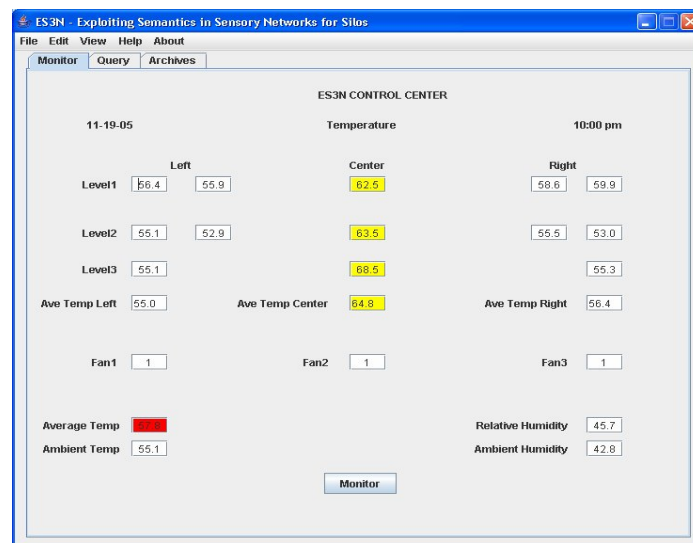 ES3N - Exploiting Semantics in Sensory Networks for Silos
File Edit View Help About
Monitor Query Archives
ES3N CONTROL CENTER
11-19-05 Temperature 10:00 pm
Left Center Right
Level1 56.4 55.9 62.5 58.6 59.9
Level2 55.1 52.9 63.5 55.5 53.0
Level3 55.1 68.5 55.3
Ave Temp Left 55.0 Ave Temp Center 64.8 Ave Temp Right 56.4
Fan1 1 Fan2 1 Fan3 1
Average Temp 57.8 Relative Humidity 45.7
Ambient Temp 55.1 Ambient Humidity 42.8
Monitor